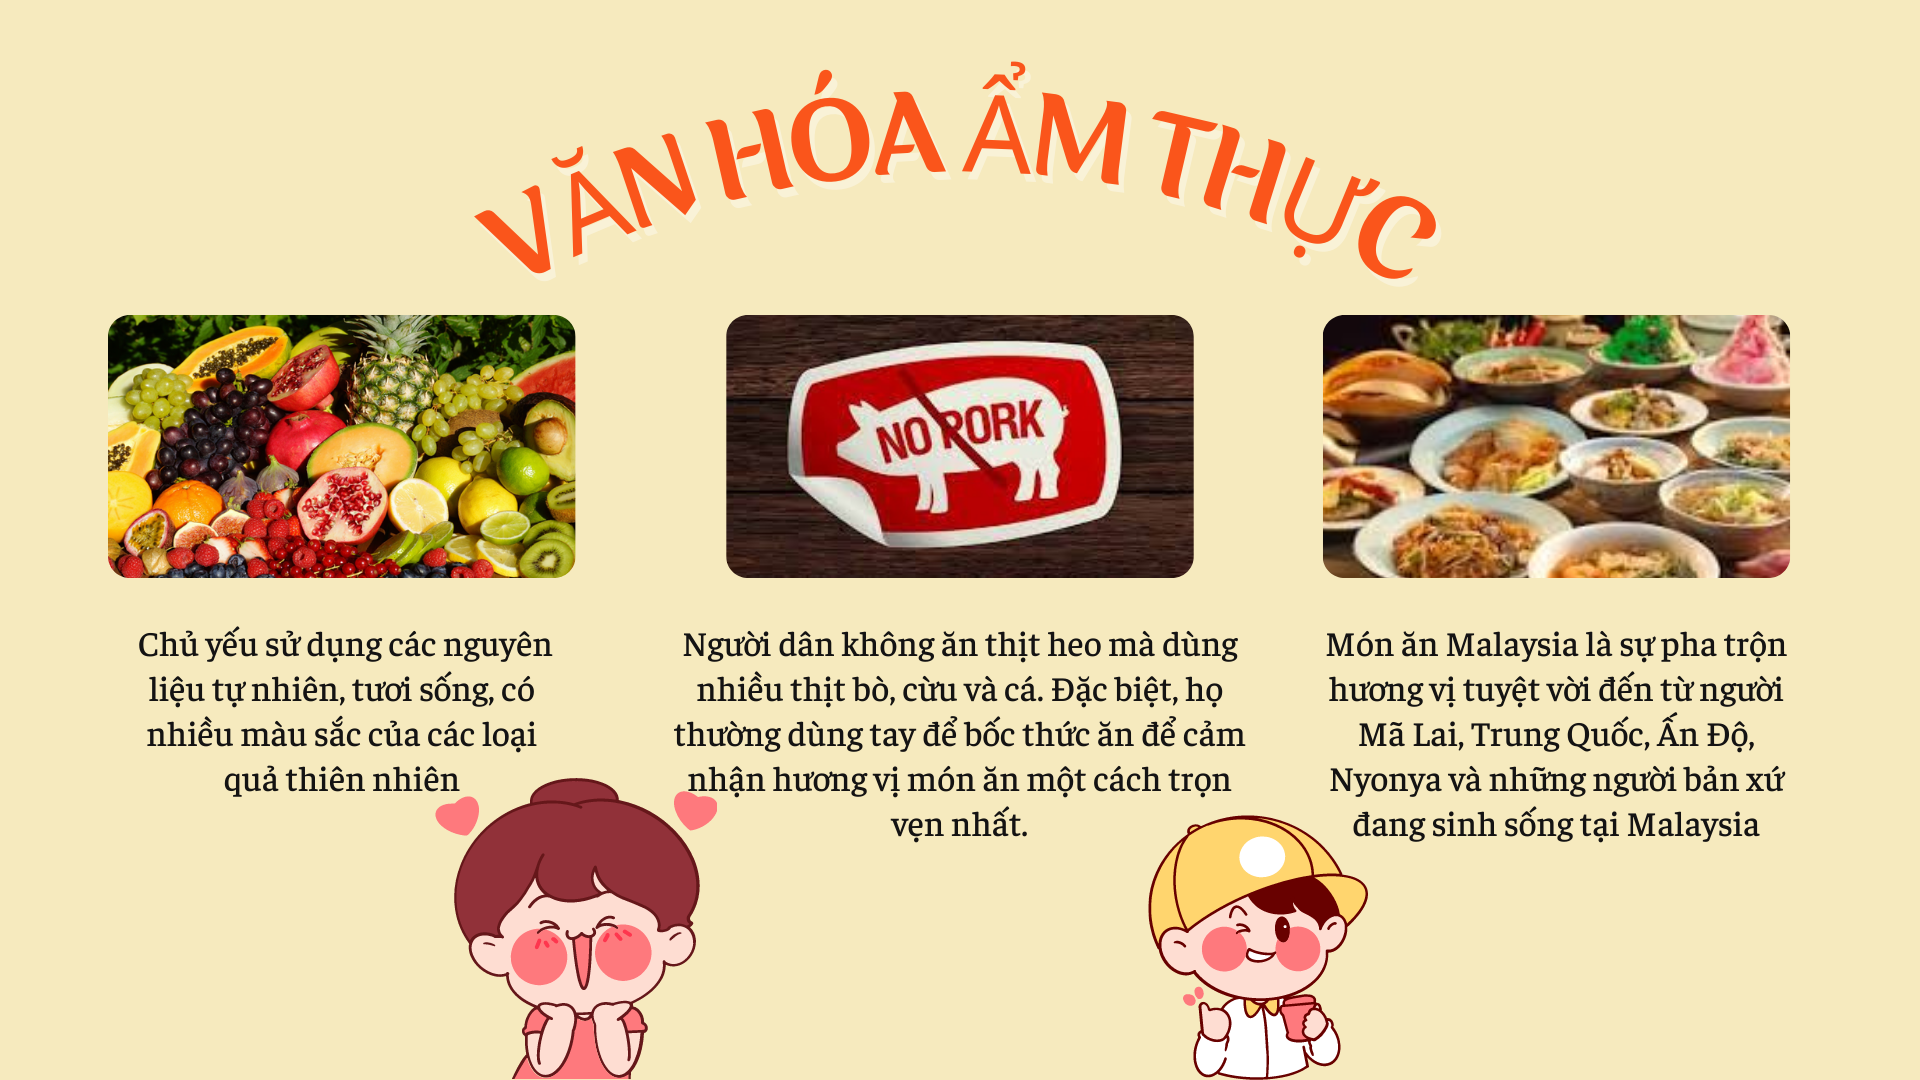 VĂN HÓA ẨM THỰC
NO PORK
Chủ yếu sử dụng các nguyên
liệu tự nhiên, tươi sống, có
nhiều màu sắc của các loại
quả thiên nhiên
Người dân không ăn thịt heo mà dùng
nhiều thịt bò, cừu và cá. Đặc biệt, họ
thường dùng tay để bốc thức ăn để cảm
nhận hương vị món ăn một cách trọn
vẹn nhất.
Món ăn Malaysia là sự pha trộn
hương vị tuyệt vời đến từ người
Mã Lai, Trung Quốc, Ấn Độ,
Nyonya và những người bản xứ
đang sinh sống tại Malaysia